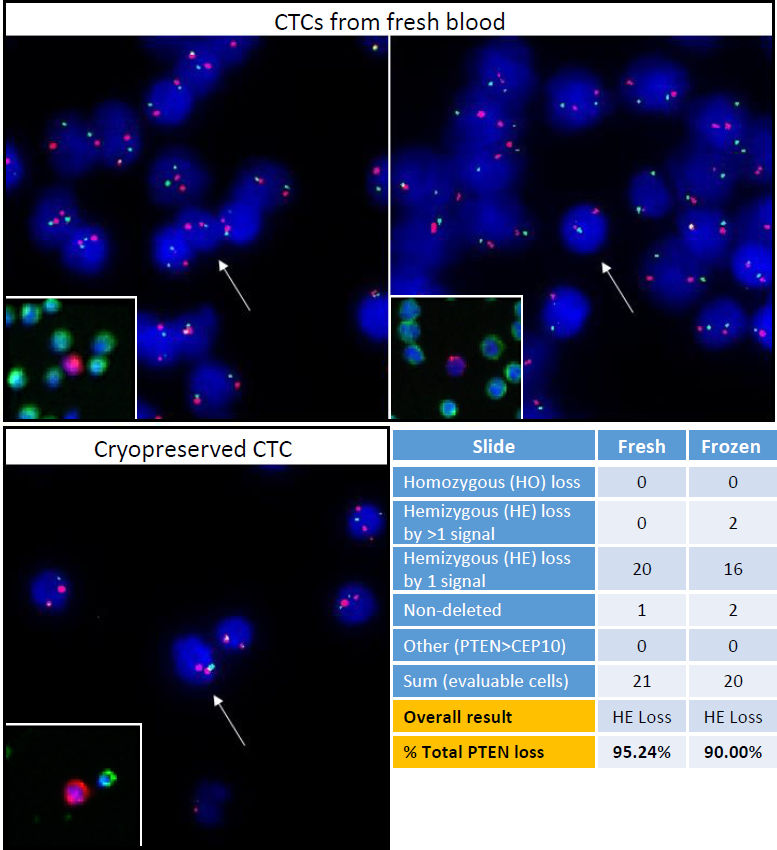 CTCs from fresh blood
Cryopreserved CTC
Slide Fresh Frozen
Homozygous (HO) loss 0 0
Hemizygous (HE) loss
by >1 signal 0 2
Hemizygous (HE) loss
by 1 signal 20 16
Non-deleted 1 2
Other (PTEN>CEP10) 0 0
Sum (evaluable cells) 21 20
Overall result HE Loss HE Loss
% Total PTEN loss 95.24% 90.00%